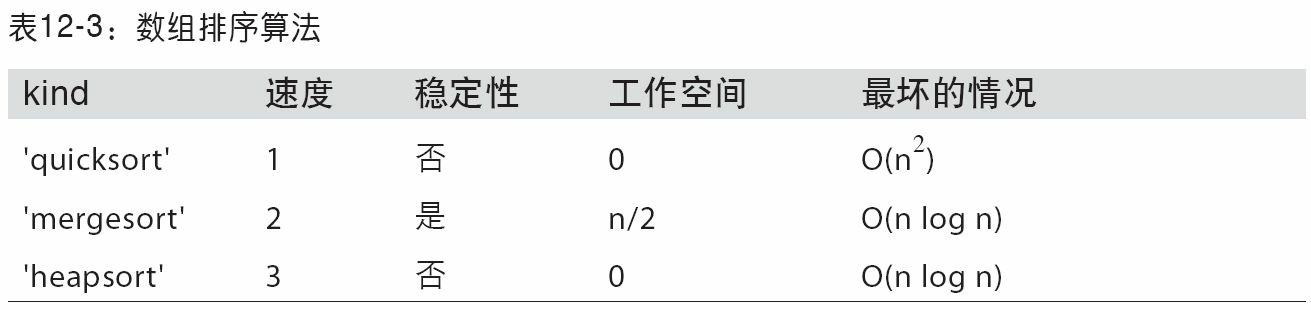 表12-3：数组排序算法
kind 速度 稳定性 工作空间 最坏的情况
'quicksort' 1 否 0 O(n²)
'mergesort' 2 是 n/2 O(n log n)
'heapsort' 3 否 0 O(n log n)